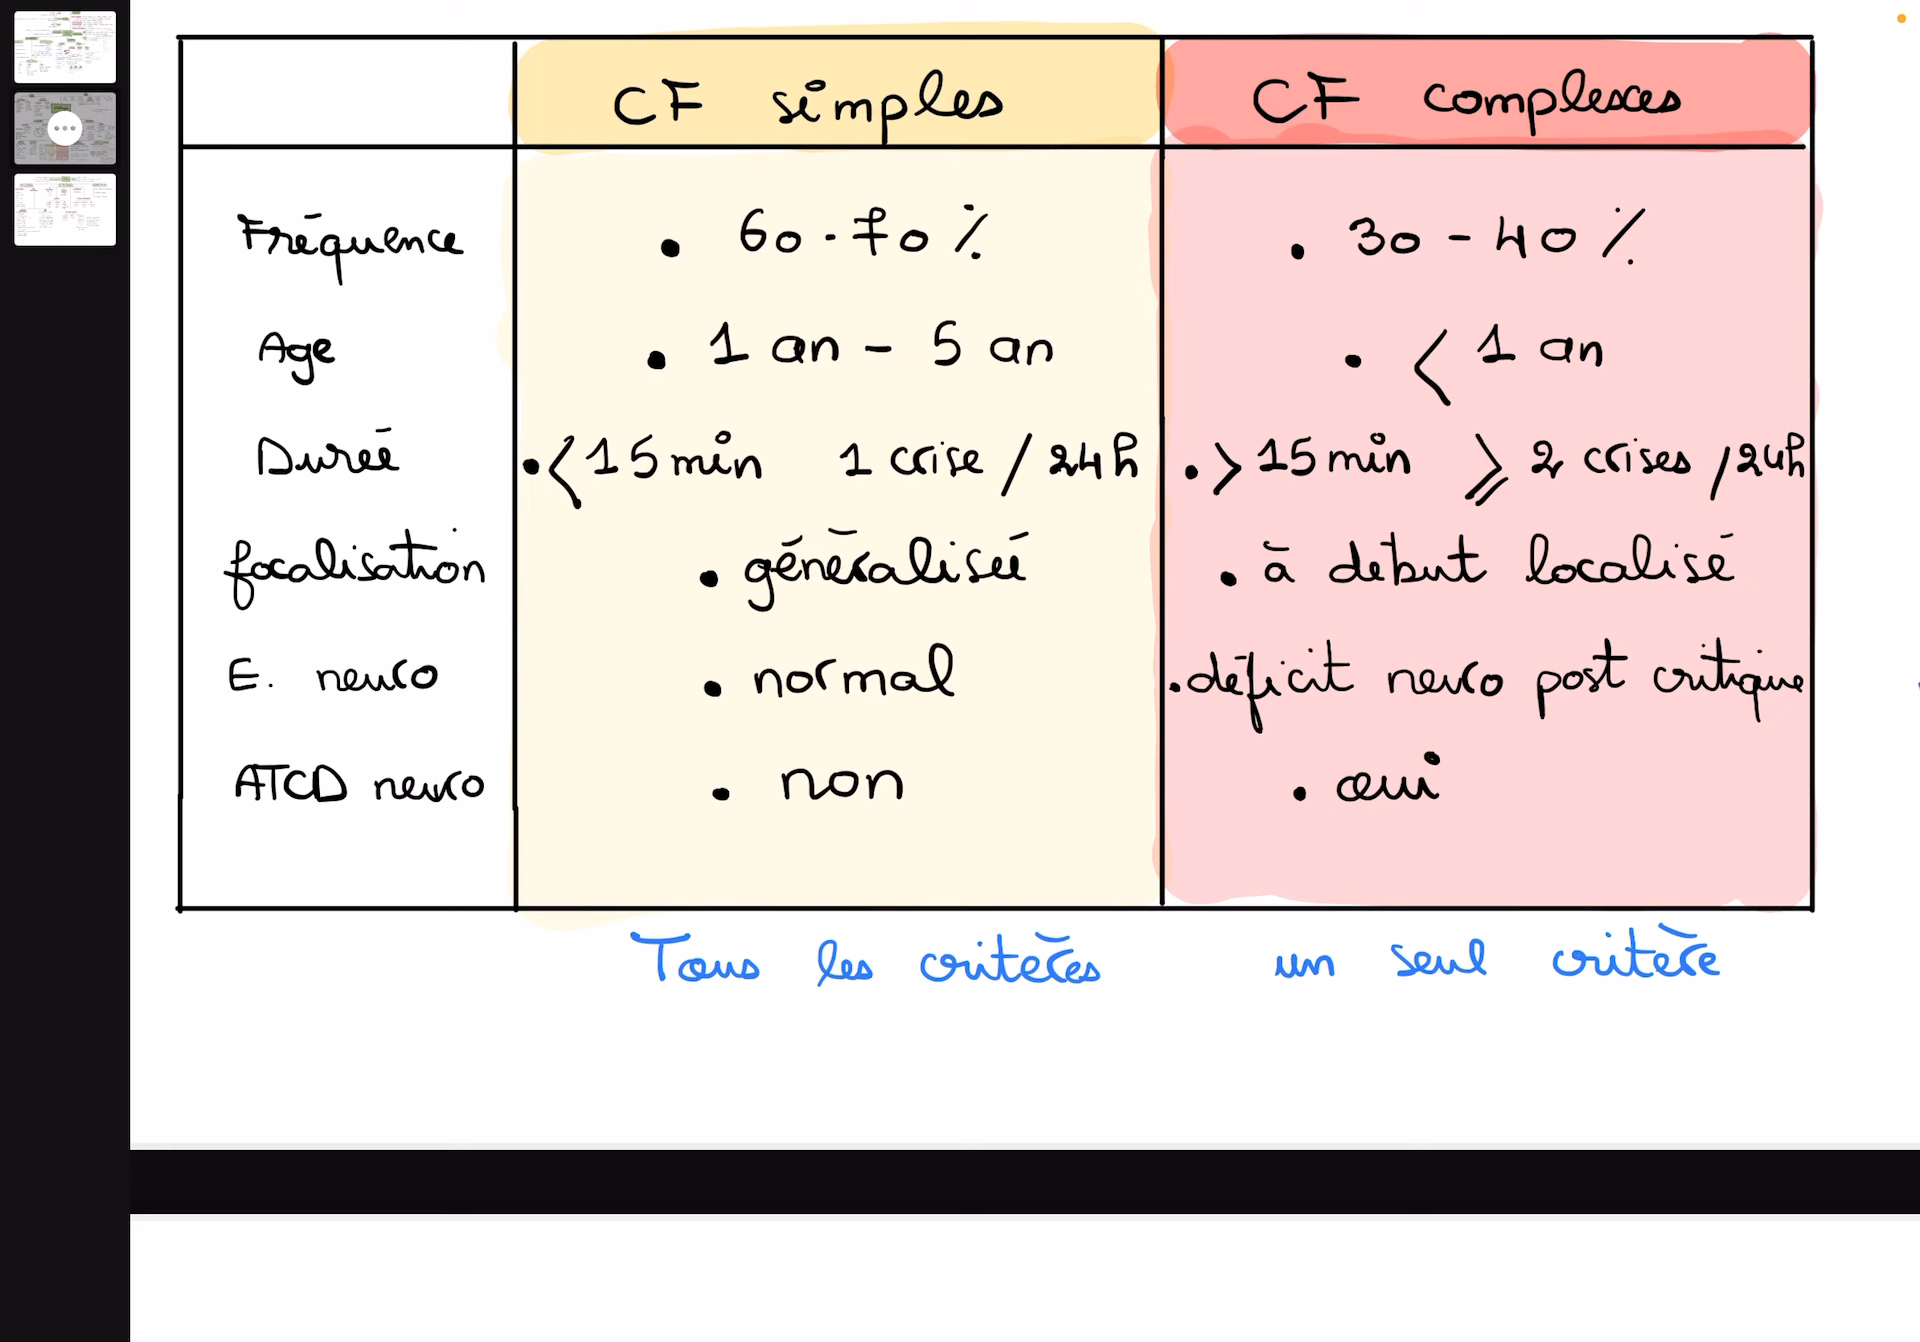 CF simples CF complexes
Fréquence • 60-70 % • 30-40 %
Age • 1 an - 5 an • < 1 an
Durée • < 15 min 1 crise / 24h • > 15 min ⩾ 2 crises / 24h
focalisation • généralisée • à début localisé
E. neuro • normal • déficit neuro post critique
ATCD neuro • non • oui
Tous les critères un seul critère